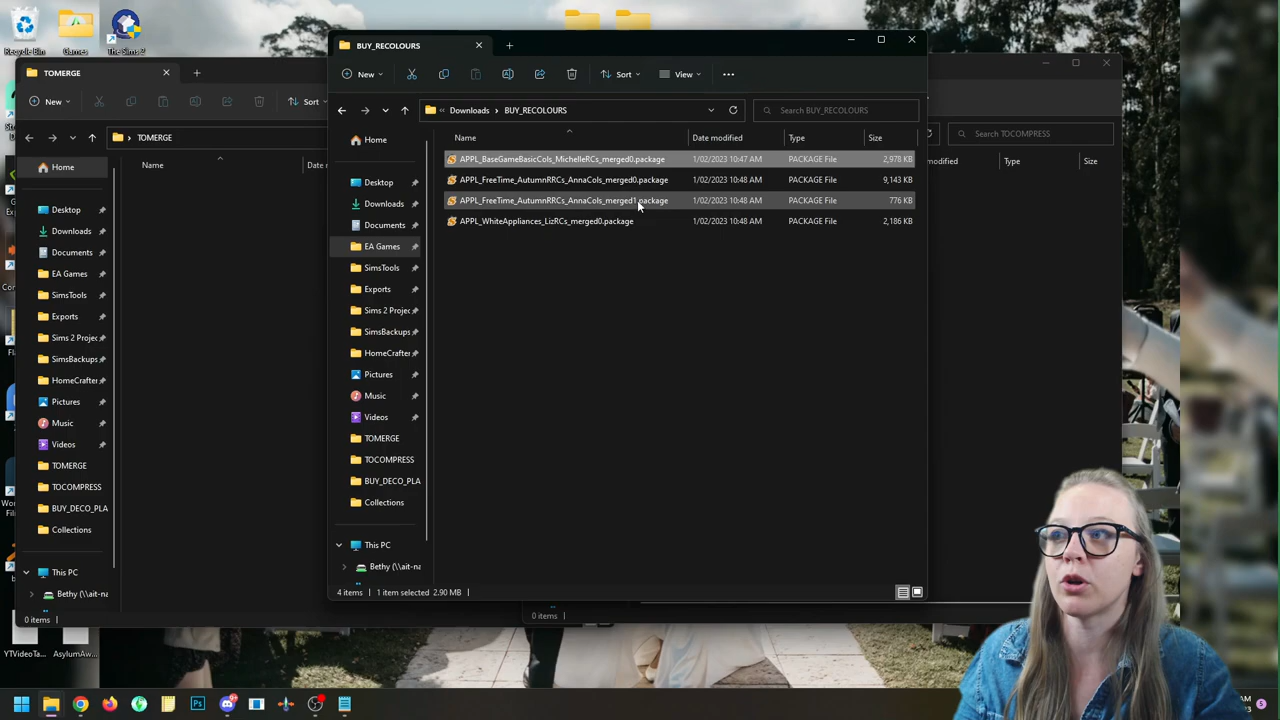 Recycle Bin
Games
The Sims 2
TOMERGE
New
Sort
TOMERGE
Home
Name
Date r
Desktop
Downloads
Documents
EA Games
SimsTools
Exports
Sims 2 Projec
SimsBackups
HomeCrafter
Pictures
Music
Videos
TOMERGE
TOCOMPRESS
BUY_DECO_PLA
Collections
This PC
Bethy (\\ait-na
0 items
BUY_RECOLOURS
New
Sort
View
Downloads
BUY_RECOLOURS
Search BUY_RECOLOURS
Home
Desktop
Downloads
Documents
EA Games
SimsTools
Exports
Sims 2 Projec
SimsBackups
HomeCrafter
Pictures
Music
Videos
TOMERGE
TOCOMPRESS
BUY_DECO_PLA
Collections
This PC
Bethy (\\ait-na
Name Date modified Type Size
APPL_BaseGameBasicCols_MichelleRCs_merged0.package 1/02/2023 10:47 AM PACKAGE File 2,978 KB
APPL_FreeTime_AutumnRRCs_AnnaCols_merged0.package 1/02/2023 10:48 AM PACKAGE File 9,143 KB
APPL_FreeTime_AutumnRRCs_AnnaCols_merged1.package 1/02/2023 10:48 AM PACKAGE File 776 KB
APPL_WhiteAppliances_LizRCs_merged0.package 1/02/2023 10:48 AM PACKAGE File 2,186 KB
4 items
1 item selected 2.90 MB
Search TOCOMPRESS
modified Type Size
0 items
YTVideoTa...
AsylumAw...